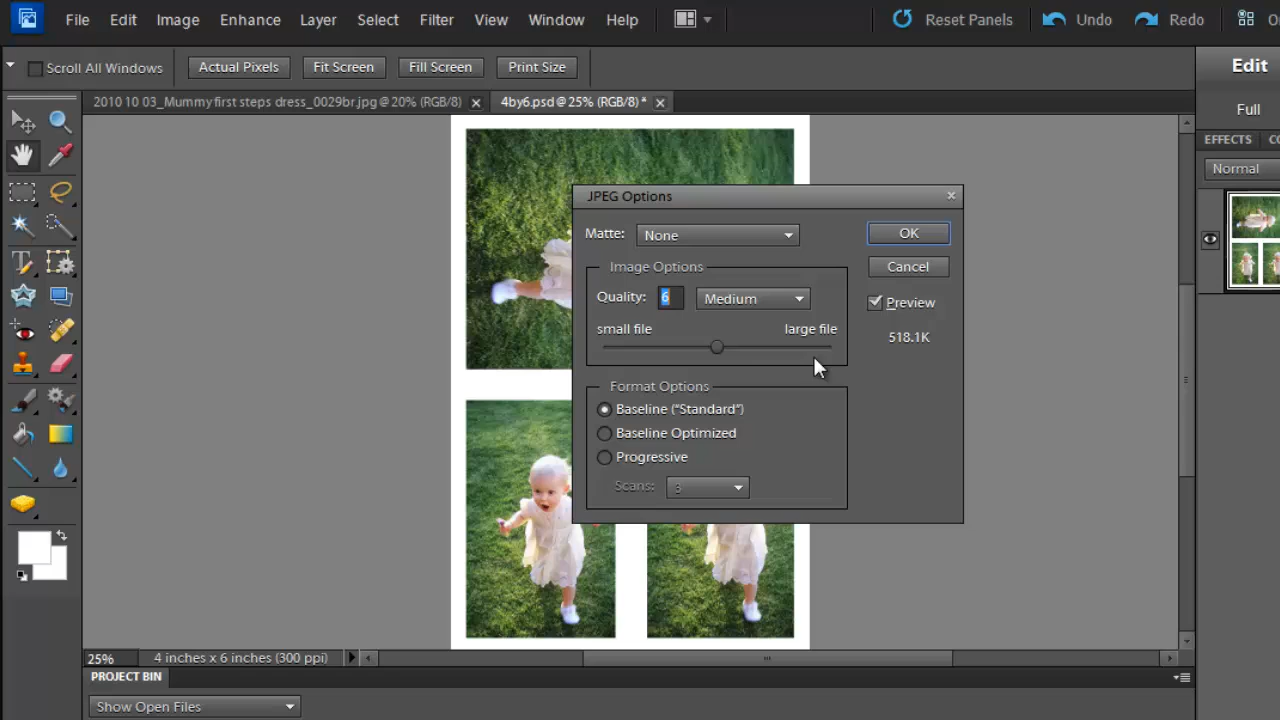 File Edit Image Enhance Layer Select Filter View Window Help Reset Panels Undo Redo
Scroll All Windows Actual Pixels Fit Screen Fill Screen Print Size
Edit
2010 10 03_Mummy first steps dress_0029br.jpg @ 20% (RGB/8) 4by6.psd @ 25% (RGB/8) *
Full
EFFECTS
Normal
JPEG Options
Matte: None
OK
Image Options
Cancel
Quality: 6 Medium
Preview
small file large file
518.1K
Format Options
Baseline (“Standard”)
Baseline Optimized
Progressive
Scans: 3
25% 4 inches x 6 inches (300 ppi)
PROJECT BIN
Show Open Files